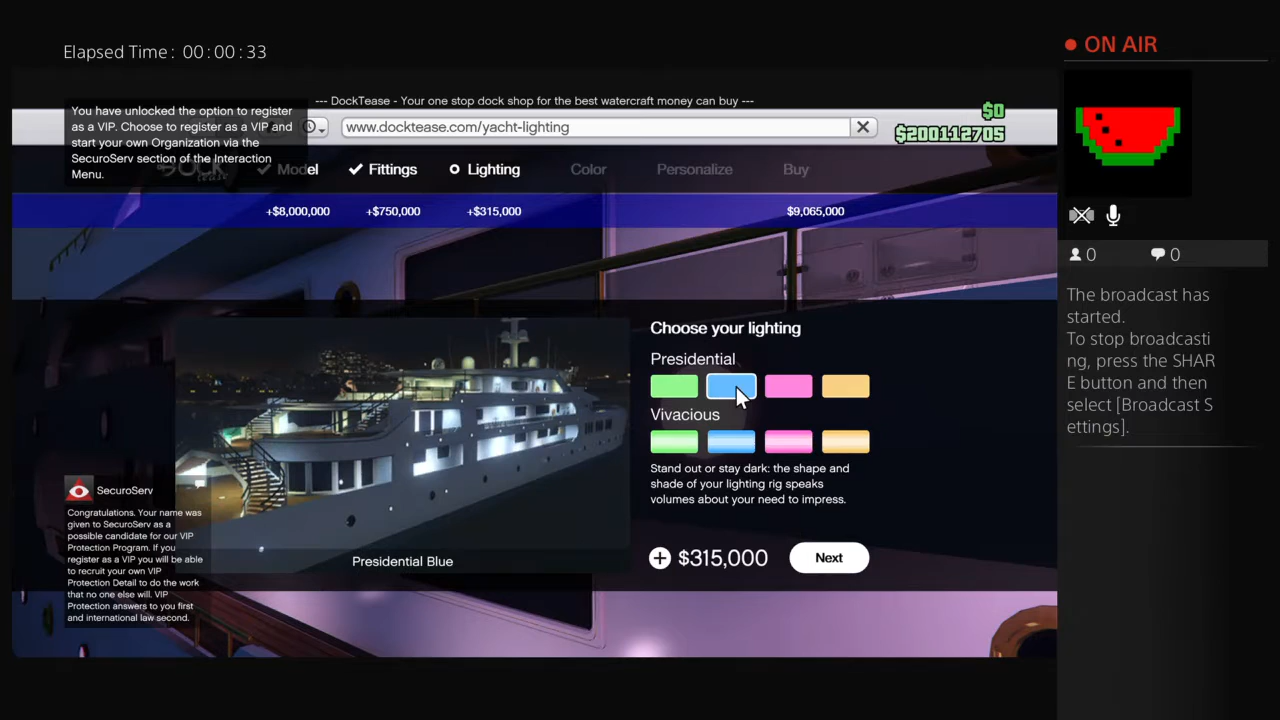 Elapsed Time: 00:00:33
ON AIR
--- DockTease - Your one stop dock shop for the best watercraft money can buy ---
$0
www.docktease.com/yacht-lighting
$200112705
You have unlocked the option to register
as a VIP. Choose to register as a VIP and
start your own Organization via the
SecuroServ section of the Interaction
Menu.
DOCK
Model
Fittings
Lighting
Color
Personalize
Buy
+$8,000,000
+$750,000
+$315,000
$9,065,000
0
0
The broadcast has
started.
To stop broadcasti
ng, press the SHAR
E button and then
select [Broadcast S
ettings].
Choose your lighting
Presidential
Vivacious
Stand out or stay dark: the shape and
shade of your lighting rig speaks
volumes about your need to impress.
$315,000
Next
Presidential Blue
SecuroServ
Congratulations. Your name was
given to SecuroServ as a
possible candidate for our VIP
Protection Program. If you
register as a VIP you will be able
to recruit your own VIP
Protection Detail to do the work
that no one else will. VIP
Protection answers to you first
and international law second.